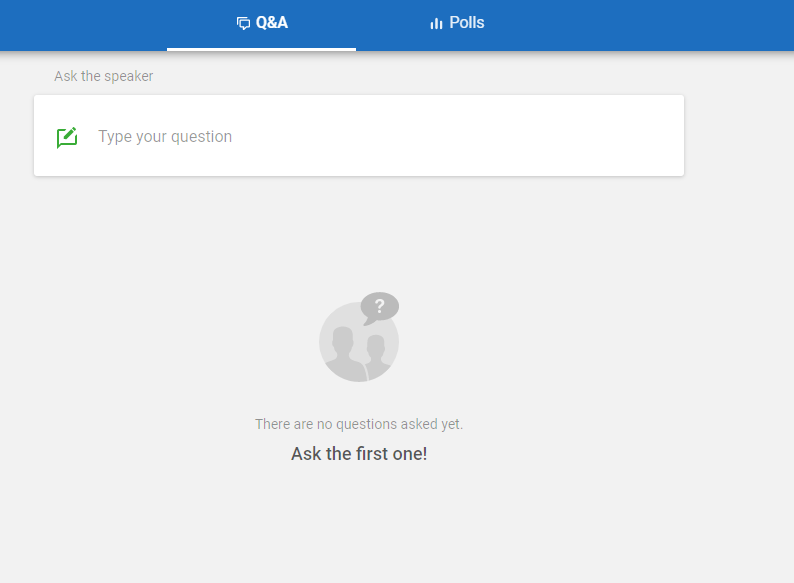 Q&A
Polls
Ask the speaker
Type your question
?
There are no questions asked yet.
Ask the first one!